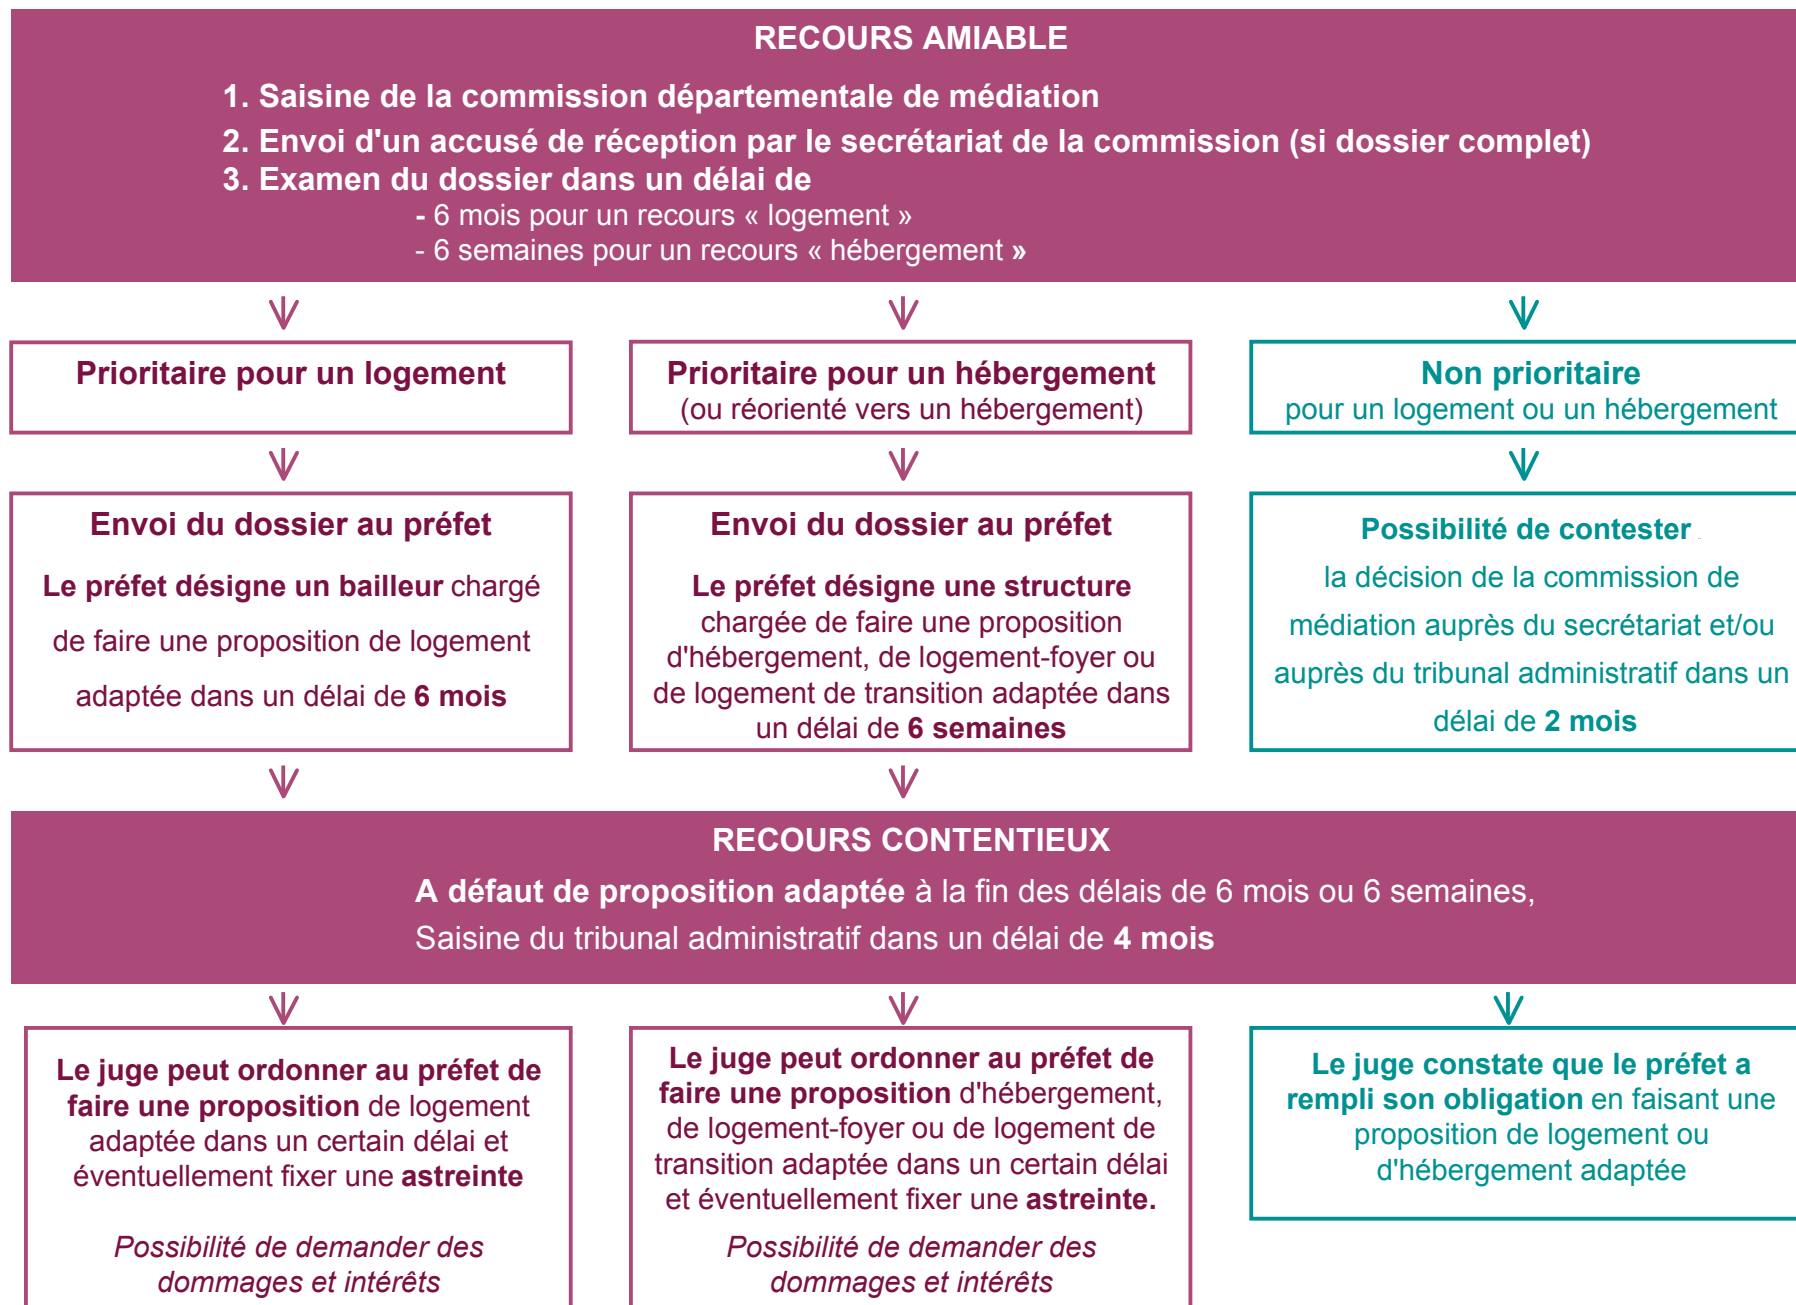 RECOURS AMIABLE
1. Saisine de la commission départementale de médiation
2. Envoi d'un accusé de réception par le secrétariat de la commission (si dossier complet)
3. Examen du dossier dans un délai de
- 6 mois pour un recours « logement »
- 6 semaines pour un recours « hébergement »
Prioritaire pour un logement
Prioritaire pour un hébergement
(ou réorienté vers un hébergement)
Non prioritaire
pour un logement ou un hébergement
Envoi du dossier au préfet
Le préfet désigne un bailleur chargé
de faire une proposition de logement
adaptée dans un délai de 6 mois
Envoi du dossier au préfet
Le préfet désigne une structure
chargée de faire une proposition
d'hébergement, de logement-foyer ou
de logement de transition adaptée dans
un délai de 6 semaines
Possibilité de contester
la décision de la commission de
médiation auprès du secrétariat et/ou
auprès du tribunal administratif dans un
délai de 2 mois
RECOURS CONTENTIEUX
A défaut de proposition adaptée à la fin des délais de 6 mois ou 6 semaines,
Saisine du tribunal administratif dans un délai de 4 mois
Le juge peut ordonner au préfet de
faire une proposition de logement
adaptée dans un certain délai et
éventuellement fixer une astreinte
Possibilité de demander des
dommages et intérêts
Le juge peut ordonner au préfet de
faire une proposition d'hébergement,
de logement-foyer ou de logement de
transition adaptée dans un certain délai
et éventuellement fixer une astreinte.
Possibilité de demander des
dommages et intérêts
Le juge constate que le préfet a
rempli son obligation en faisant une
proposition de logement ou
d'hébergement adaptée